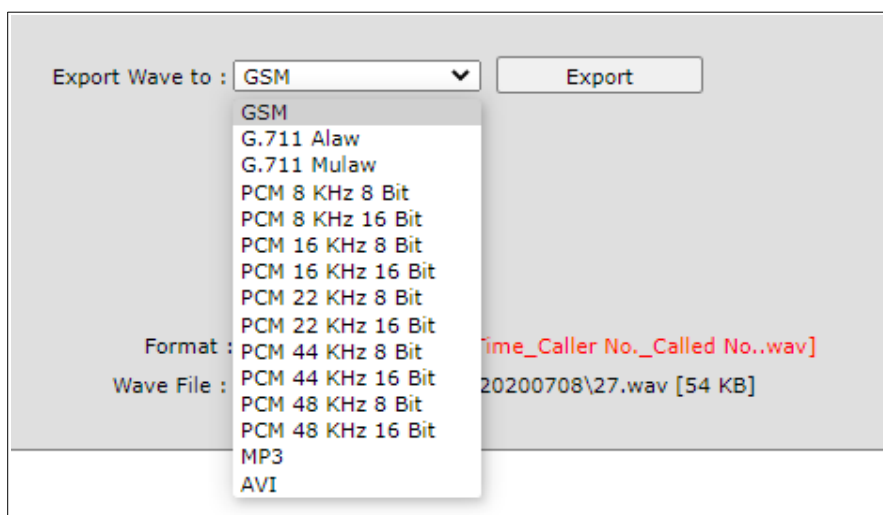 Export Wave to : GSM Export
GSM
G.711 Alaw
G.711 Mulaw
PCM 8 KHz 8 Bit
PCM 8 KHz 16 Bit
PCM 16 KHz 8 Bit
PCM 16 KHz 16 Bit
PCM 22 KHz 8 Bit
PCM 22 KHz 16 Bit
PCM 44 KHz 8 Bit
PCM 44 KHz 16 Bit
PCM 48 KHz 8 Bit
PCM 48 KHz 16 Bit
MP3
AVI
Format : Time_Caller No._Called No..wav]
Wave File : 20200708\27.wav [54 KB]